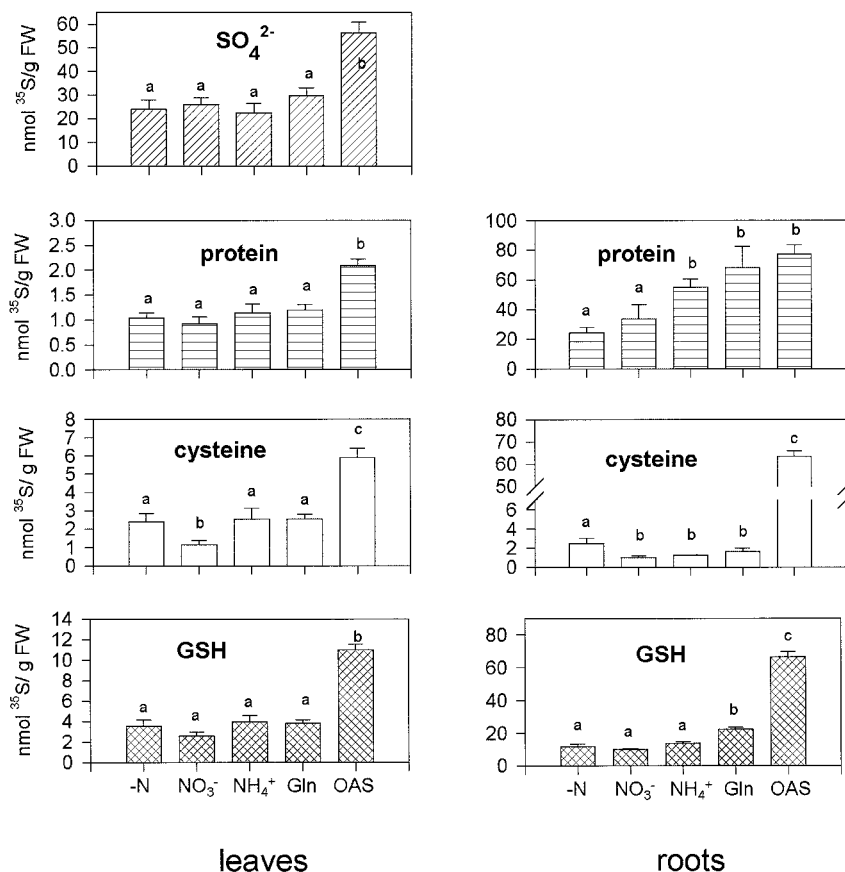 SO₄²⁻
nmol ³⁵S/g FW
60
50
40
30
20
10
0
a
a
a
a
b
protein
nmol ³⁵S/g FW
3.0
2.5
2.0
1.5
1.0
0.5
0.0
a
a
a
a
b
protein
100
80
60
40
20
0
a
a
b
b
b
cysteine
nmol ³⁵S/g FW
8
7
6
5
4
3
2
1
0
a
b
a
a
c
cysteine
80
70
60
50
6
4
2
0
a
b
b
b
c
GSH
nmol ³⁵S/ g FW
14
12
10
8
6
4
2
0
a
a
a
a
b
-N NO₃⁻ NH₄⁺ Gln OAS
GSH
80
60
40
20
0
a
a
a
b
c
-N NO₃⁻ NH₄⁺ Gln OAS
leaves roots